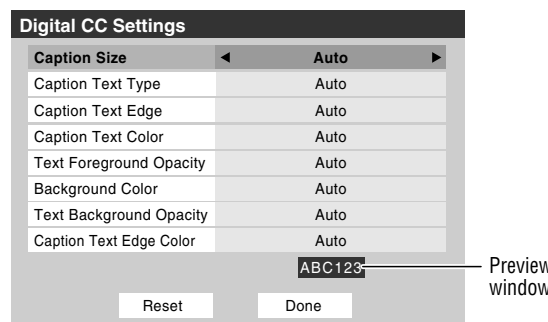 Digital CC Settings
Caption Size ◀ Auto ▶
Caption Text Type Auto
Caption Text Edge Auto
Caption Text Color Auto
Text Foreground Opacity Auto
Background Color Auto
Text Background Opacity Auto
Caption Text Edge Color Auto
ABC123
Preview
window
Reset Done